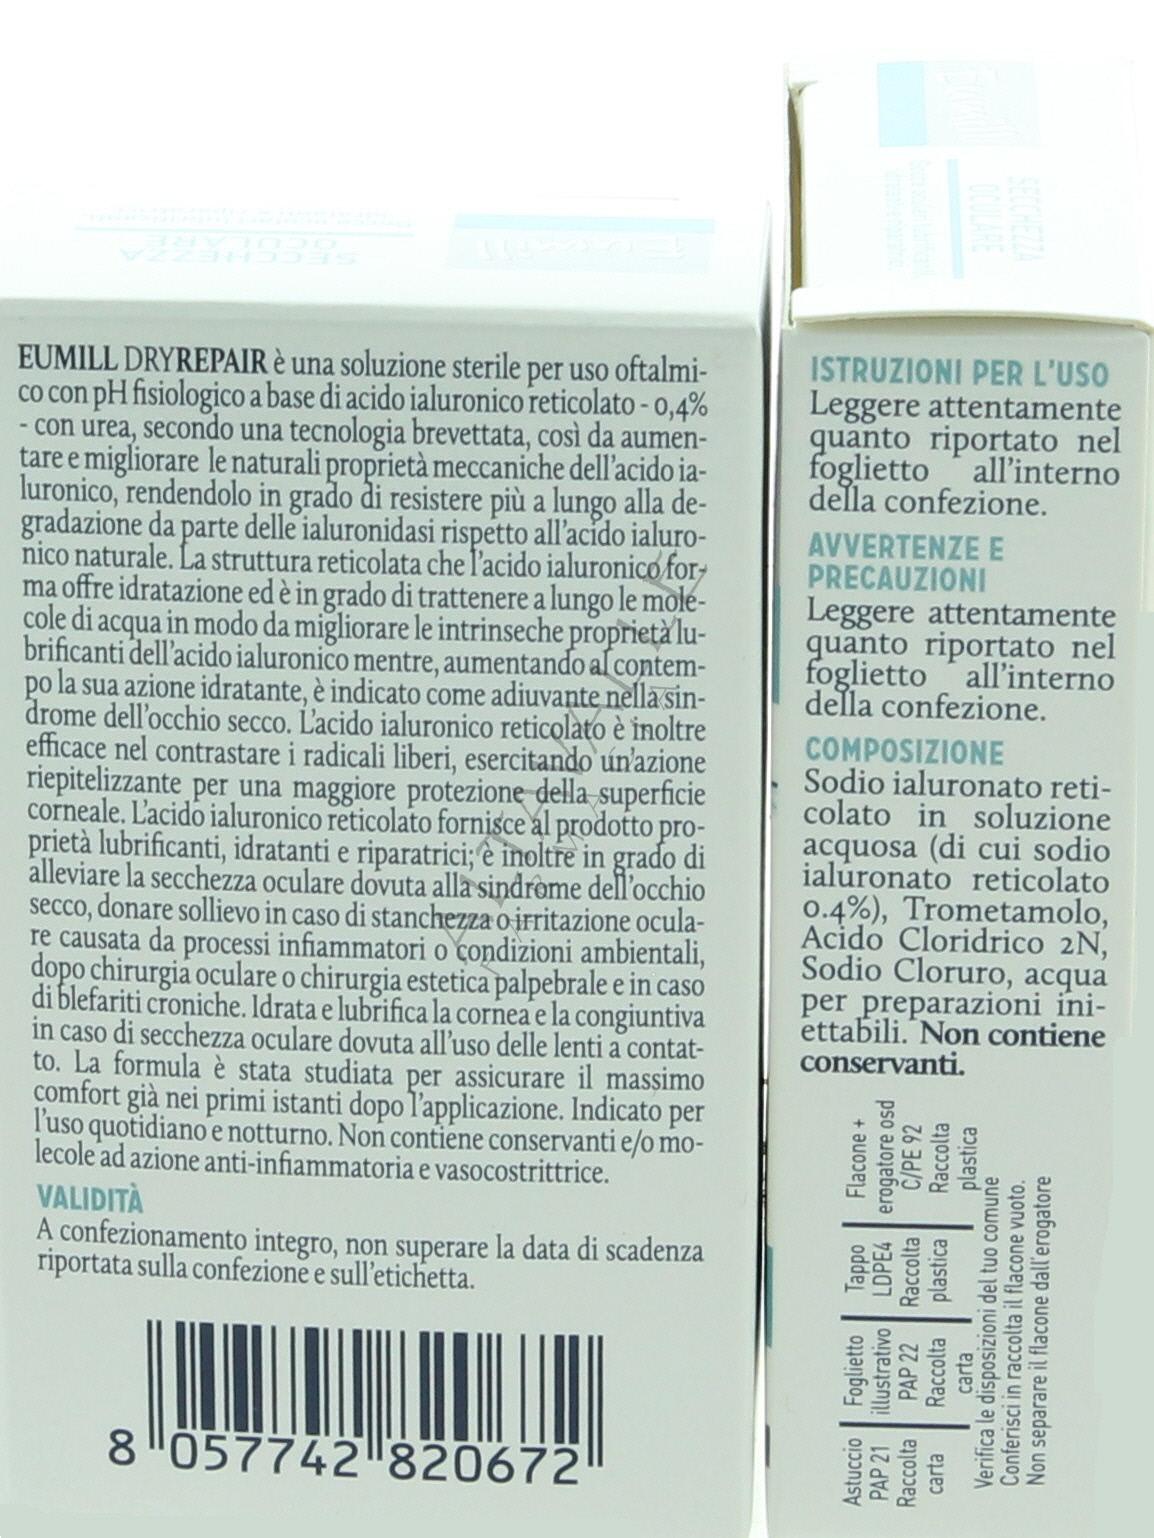 SECCHEZZA
OCULARE
Eumill
EUMILL DRYREPAIR è una soluzione sterile per uso oftalmi-
co con pH fisiologico a base di acido ialuronico reticolato - 0,4%
- con urea, secondo una tecnologia brevettata, così da aumen-
tare e migliorare le naturali proprietà meccaniche dell'acido ia-
luronico, rendendolo in grado di resistere più a lungo alla de-
gradazione da parte delle ialuronidasi rispetto all'acido ialuro-
nico naturale. La struttura reticolata che l'acido ialuronico for-
ma offre idratazione ed è in grado di trattenere a lungo le mole-
cole di acqua in modo da migliorare le intrinseche proprietà lu-
brificanti dell'acido ialuronico mentre, aumentando al contem-
po la sua azione idratante, è indicato come adiuvante nella sin-
drome dell'occhio secco. L'acido ialuronico reticolato è inoltre
efficace nel contrastare i radicali liberi, esercitando un'azione
riepitelizzante per una maggiore protezione della superficie
corneale. L'acido ialuronico reticolato fornisce al prodotto pro-
prietà lubrificanti, idratanti e riparatrici; è inoltre in grado di
alleviare la secchezza oculare dovuta alla sindrome dell'occhio
secco, donare sollievo in caso di stanchezza o irritazione ocula-
re causata da processi infiammatori o condizioni ambientali,
dopo chirurgia oculare o chirurgia estetica palpebrale e in caso
di blefariti croniche. Idrata e lubrifica la cornea e la congiuntiva
in caso di secchezza oculare dovuta all'uso delle lenti a contat-
to. La formula è stata studiata per assicurare il massimo
comfort già nei primi istanti dopo l'applicazione. Indicato per
l'uso quotidiano e notturno. Non contiene conservanti e/o mo-
lecole ad azione anti-infiammatoria e vasocostrittrice.
VALIDITÀ
A confezionamento integro, non superare la data di scadenza
riportata sulla confezione e sull'etichetta.
8 057742 820672
Eumill
SECCHEZZA
OCULARE
ISTRUZIONI PER L'USO
Leggere attentamente
quanto riportato nel
foglietto all'interno
della confezione.
AVVERTENZE E
PRECAUZIONI
Leggere attentamente
quanto riportato nel
foglietto all'interno
della confezione.
COMPOSIZIONE
Sodio ialuronato reti-
colato in soluzione
acquosa (di cui sodio
ialuronato reticolato
0.4%), Trometamolo,
Acido Cloridrico 2N,
Sodio Cloruro, acqua
per preparazioni ini-
ettabili. Non contiene
conservanti.
Astuccio
PAP 21
Raccolta
carta
Foglietto
illustrativo
PAP 22
Raccolta
carta
Tappo
LDPE4
Raccolta
plastica
Flacone +
erogatore osd
C/PE 92
Raccolta
plastica
Verifica le disposizioni del tuo comune
Conferisci in raccolta il flacone vuoto.
Non separare il flacone dall'erogatore